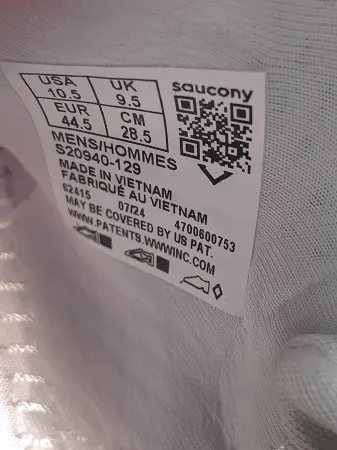 USA 10.5 UK 9.5
EUR 44.5 CM 28.5
saucony
MENS/HOMMES
S20940-129
MADE IN VIETNAM
FABRIQUÉ AU VIETNAM
62415 07/24 4700600753
MAY BE COVERED BY US PAT.
WWW.PATENTS.WWWINC.COM